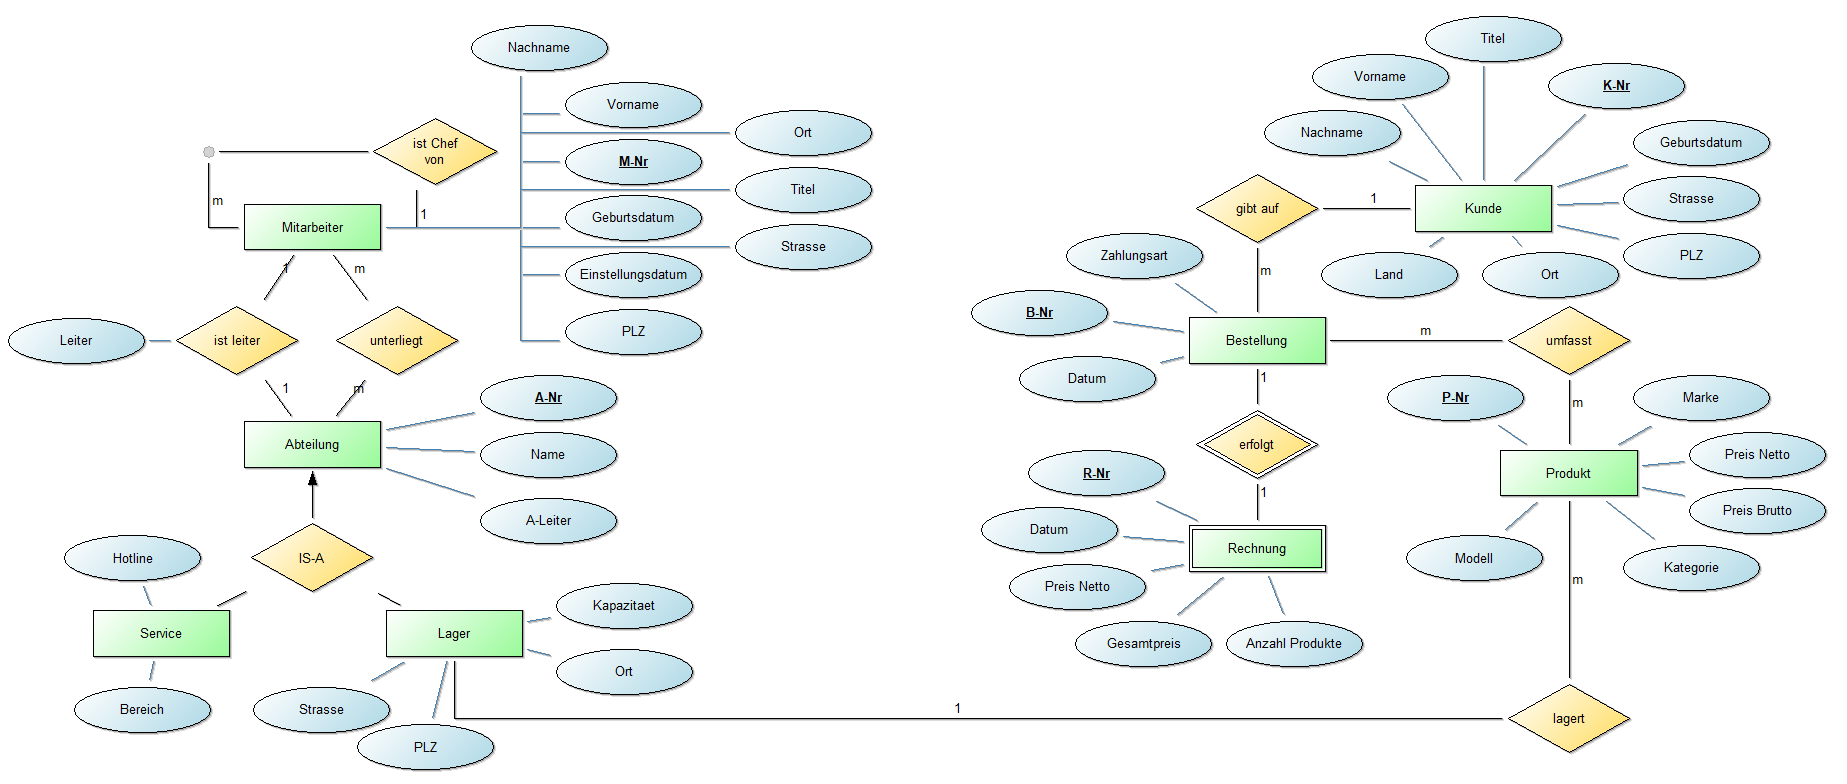 Nachname
Titel
Vorname
K-Nr
Vorname
Nachname
Ort
Geburtsdatum
ist Chef
von
M-Nr
Titel
Strasse
m
1
gibt auf
1
Kunde
Mitarbeiter
Geburtsdatum
Strasse
PLZ
Zahlungsart
1
m
m
Land
Ort
Einstellungsdatum
B-Nr
PLZ
Leiter
ist leiter
unterliegt
Bestellung
m
umfasst
Datum
1
1
m
A-Nr
P-Nr
m
Marke
Abteilung
Name
erfolgt
Preis Netto
R-Nr
Produkt
1
A-Leiter
Preis Brutto
Datum
Hotline
IS-A
Rechnung
Modell
Kategorie
Preis Netto
m
Kapazitaet
Service
Lager
Gesamtpreis
Anzahl Produkte
Ort
Bereich
Strasse
1
lagert
PLZ